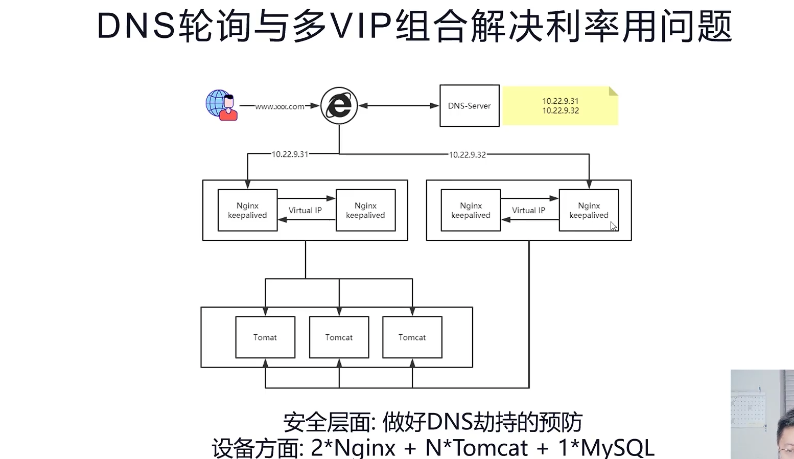 DNS轮询与多VIP组合解决利率用问题
www.xxx.com
DNS-Server
10.22.9.31
10.22.9.32
10.22.9.31
10.22.9.32
Nginx
keepalived
Virtual IP
Nginx
keepalived
Nginx
keepalived
Virtual IP
Nginx
keepalived
Tomat
Tomcat
Tomcat
安全层面: 做好DNS劫持的预防
设备方面: 2*Nginx + N*Tomcat + 1*MySQL